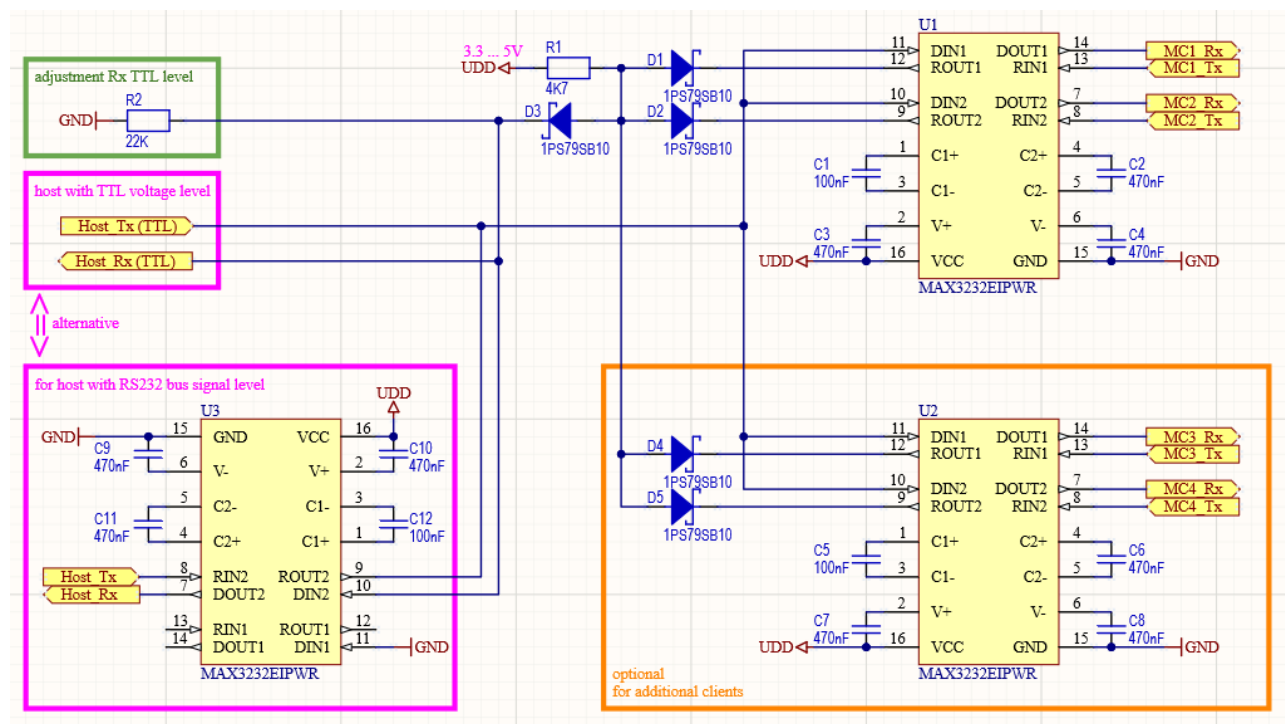 adjustment Rx TTL level
R2
GND
22K
host with TTL voltage level
Host_Tx (TTL)
Host_Rx (TTL)
alternative
3.3 ... 5V
UDD
R1
4K7
D1
1PS79SB10
D3
1PS79SB10
D2
1PS79SB10
U1
11 DIN1 DOUT1 14 MC1_Rx
12 ROUT1 RIN1 13 MC1_Tx
10 DIN2 DOUT2 7 MC2_Rx
9 ROUT2 RIN2 8 MC2_Tx
C1 100nF 1 C1+ C2+ 4 C2 470nF
3 C1- C2- 5
C3 470nF 2 V+ V- 6 C4 470nF
UDD 16 VCC GND 15 GND
MAX3232EIPWR
for host with RS232 bus signal level
UDD
U3
GND 15 GND VCC 16
C9 470nF 6 V- V+ 2 C10 470nF
C11 470nF 5 C2- C1- 3 C12 100nF
4 C2+ C1+ 1
Host_Tx 8 RIN2 ROUT2 9
Host_Rx 7 DOUT2 DIN2 10
13 RIN1 ROUT1 12
14 DOUT1 DIN1 11 GND
MAX3232EIPWR
D4
1PS79SB10
D5
1PS79SB10
U2
11 DIN1 DOUT1 14 MC3_Rx
12 ROUT1 RIN1 13 MC3_Tx
10 DIN2 DOUT2 7 MC4_Rx
9 ROUT2 RIN2 8 MC4_Tx
C5 100nF 1 C1+ C2+ 4 C6 470nF
3 C1- C2- 5
C7 470nF 2 V+ V- 6 C8 470nF
UDD 16 VCC GND 15 GND
MAX3232EIPWR
optional
for additional clients